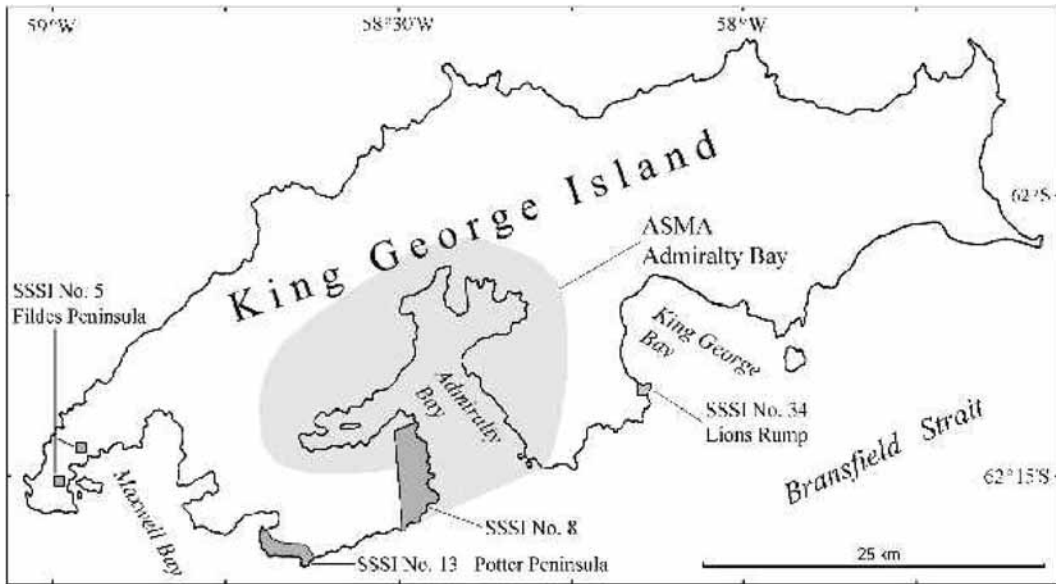 59°W
58°30'W
58°W
King George Island
62°S
ASMA
Admiralty Bay
SSSI No. 5
Fildes Peninsula
King George
Bay
Admiralty
Bay
SSSI No. 34
Lions Rump
Bransfield Strait
62°15'S
Maxwell Bay
SSSI No. 8
SSSI No. 13 Potter Peninsula
25 km